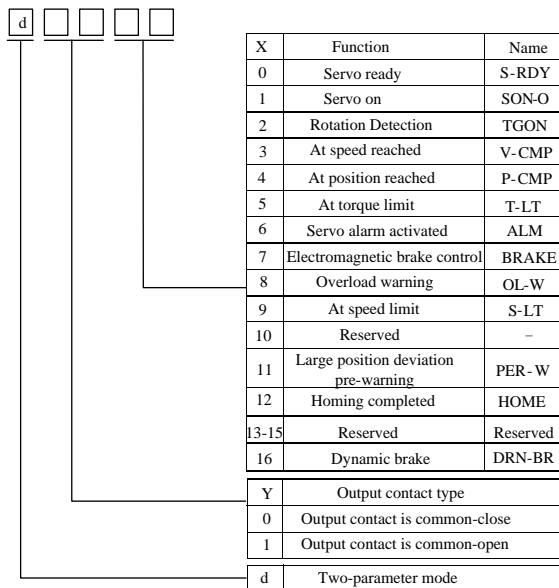 d
X Function Name
0 Servo ready S-RDY
1 Servo on SON-O
2 Rotation Detection TGON
3 At speed reached V-CMP
4 At position reached P-CMP
5 At torque limit T-LT
6 Servo alarm activated ALM
7 Electromagnetic brake control BRAKE
8 Overload warning OL-W
9 At speed limit S-LT
10 Reserved –
11 Large position deviation
pre-warning PER-W
12 Homing completed HOME
13-15 Reserved Reserved
16 Dynamic brake DRN-BR
Y Output contact type
0 Output contact is common-close
1 Output contact is common-open
d Two-parameter mode